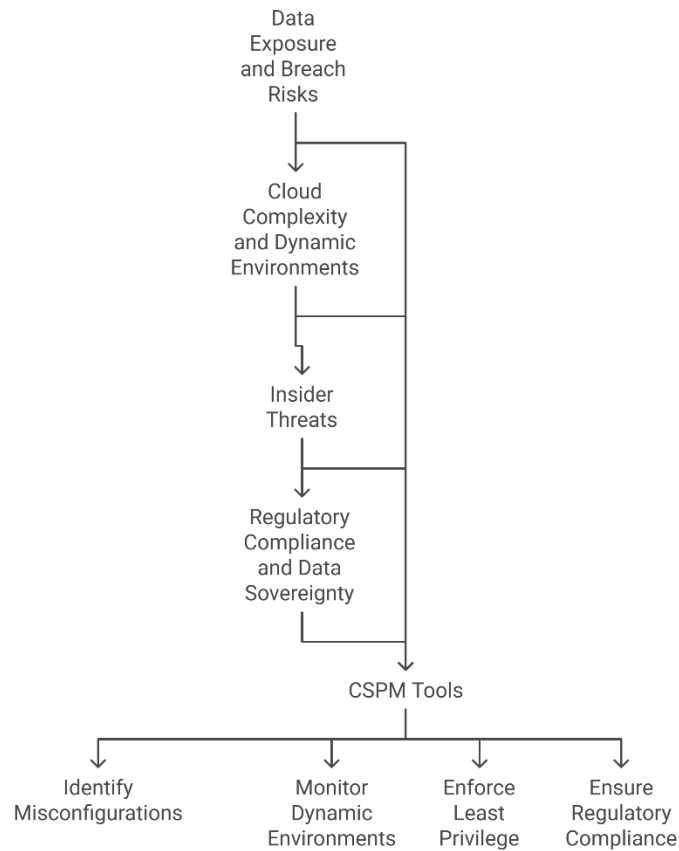 Data
Exposure
and Breach
Risks
Cloud
Complexity
and Dynamic
Environments
Insider
Threats
Regulatory
Compliance
and Data
Sovereignty
CSPM Tools
Identify
Misconfigurations
Monitor
Dynamic
Environments
Enforce
Least
Privilege
Ensure
Regulatory
Compliance